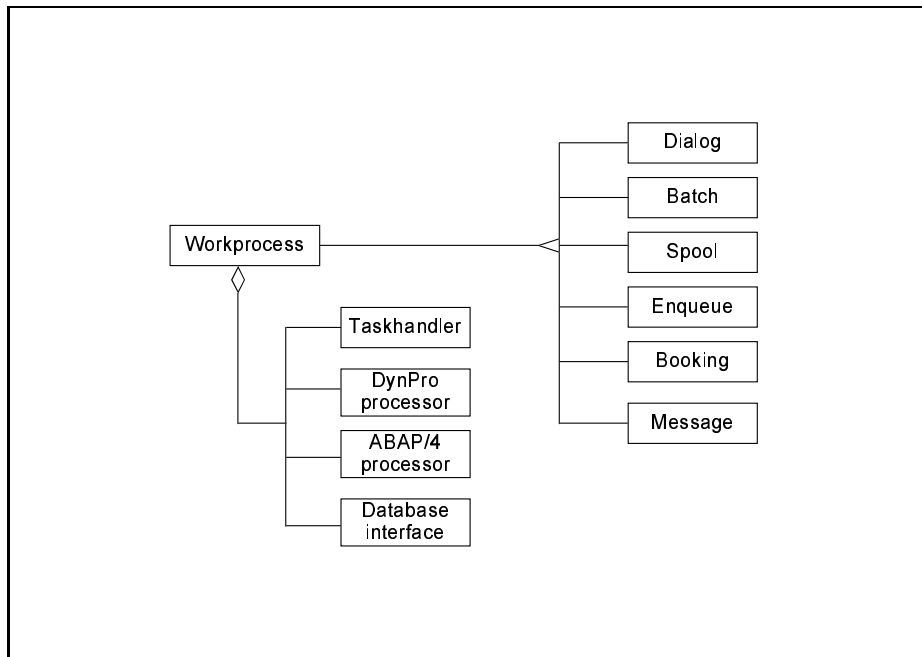 Dialog
Batch
Workprocess
Spool
Enqueue
Taskhandler
Booking
DynPro
processor
Message
ABAP/4
processor
Database
interface